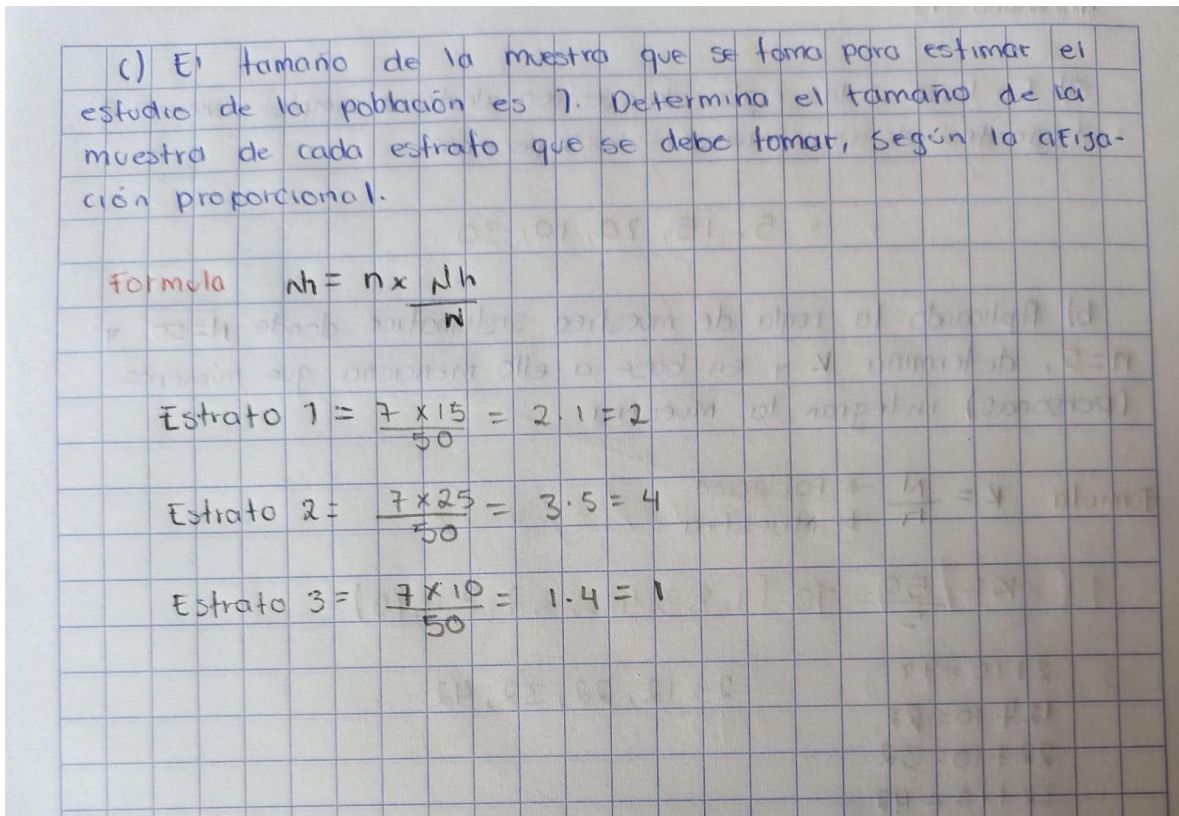 c) El tamaño de la muestra que se toma para estimar el
estudio de la población es 7. Determina el tamaño de la
muestra de cada estrato que se debe tomar, según la afija-
ción proporcional.
Formula nh = n x Nh
N
Estrato 1 = 7 x 15 = 2.1 = 2
50
Estrato 2 = 7 x 25 = 3.5 = 4
50
Estrato 3 = 7 x 10 = 1.4 = 1
50